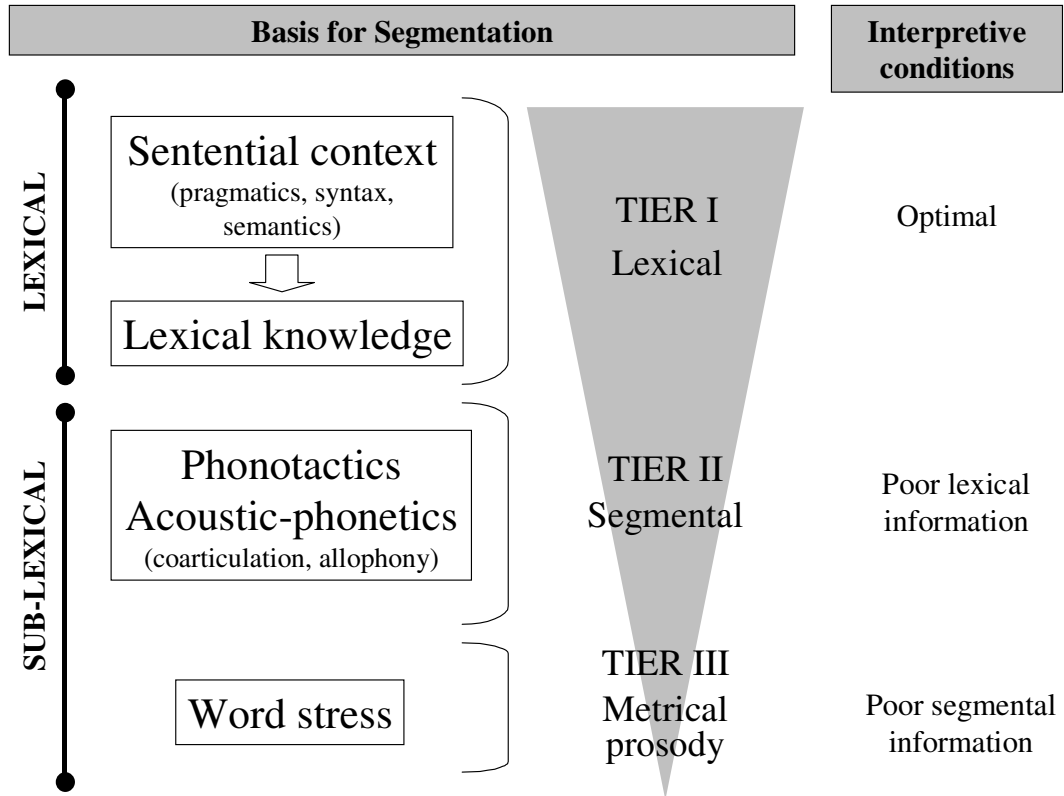 Basis for Segmentation
Interpretive
conditions
LEXICAL
Sentential context
(pragmatics, syntax,
semantics)
Lexical knowledge
TIER I
Lexical
Optimal
SUB-LEXICAL
Phonotactics
Acoustic-phonetics
(coarticulation, allophony)
TIER II
Segmental
Poor lexical
information
Word stress
TIER III
Metrical
prosody
Poor segmental
information